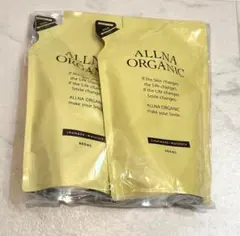 ALLNA
ORGANIC
If the Skin changes,
the Life changes.
If the Life changes,
Smile changes.
ALLNA ORGANIC
make your Smile.
ALLNA
ORGANIC
If the Skin changes,
the Life changes.
If the Life changes,
Smile changes.
ALLNA ORGANIC
make your Smile.